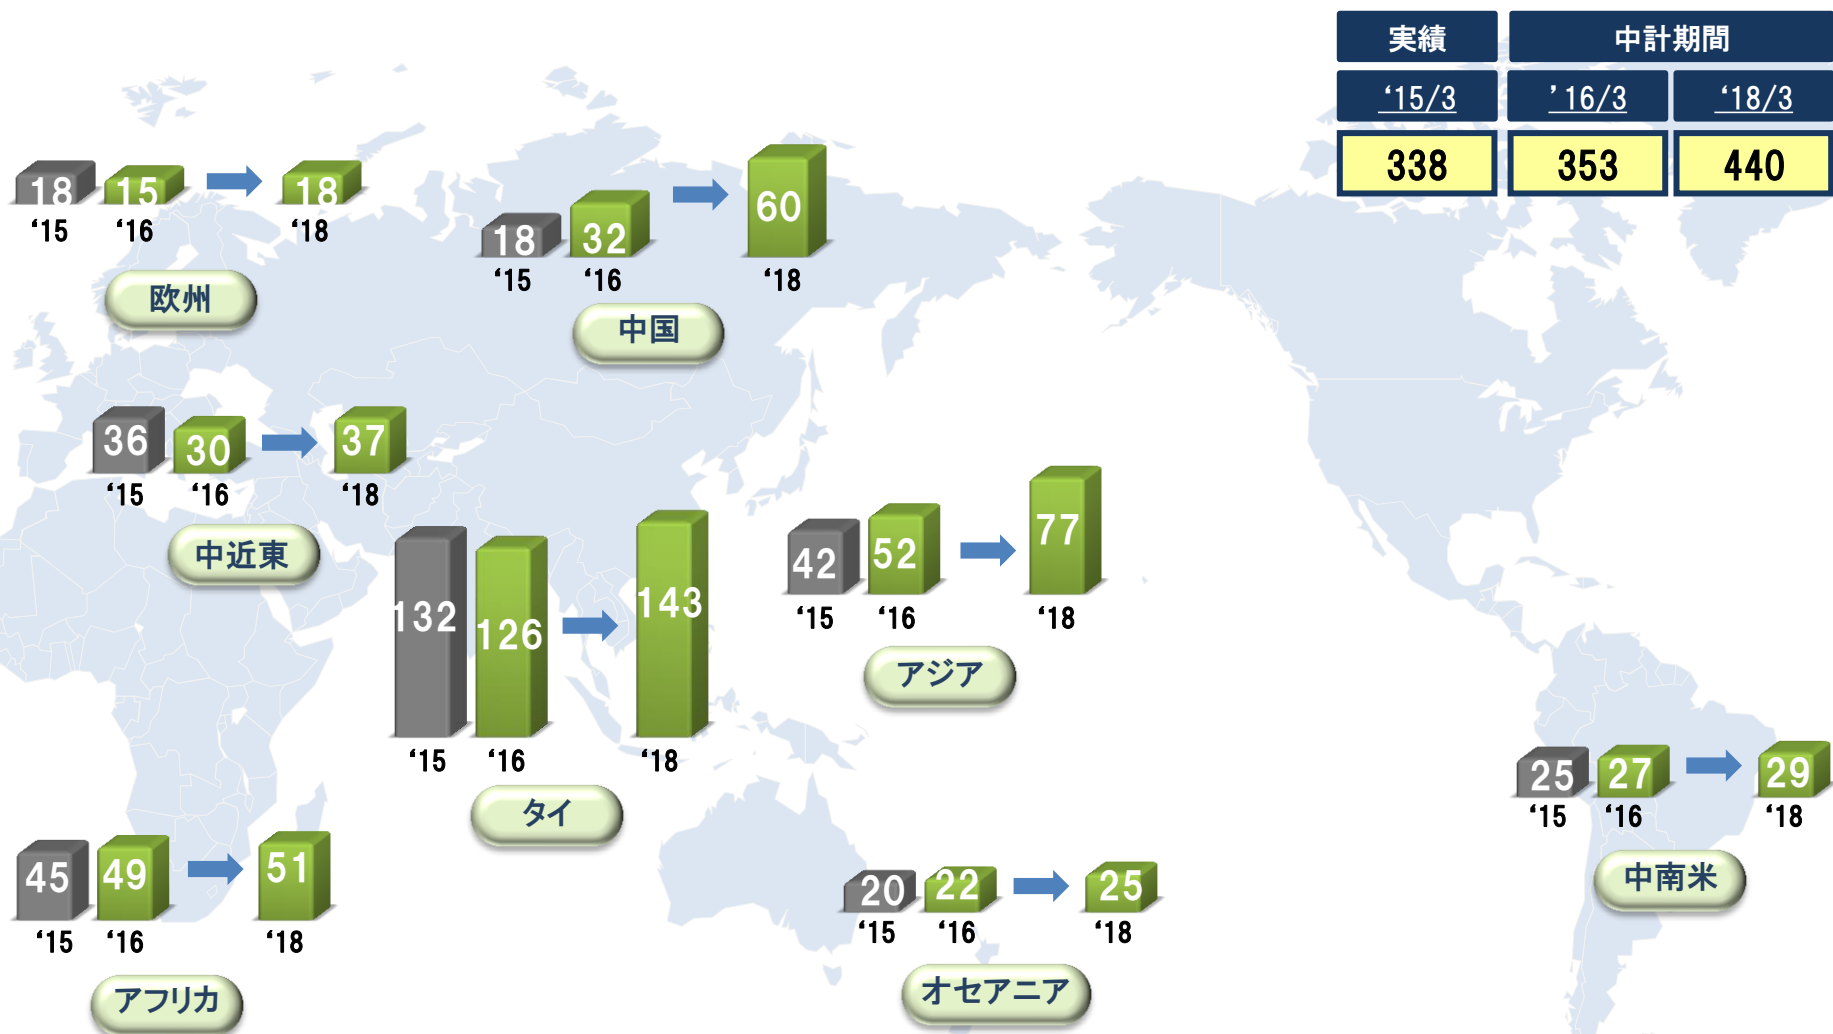 実績 中計期間
‘15/3 ’16/3 ‘18/3
338 353 440
18 15 18
‘15 ‘16 ‘18
欧州
18 32 60
‘15 ‘16 ‘18
中国
36 30 37
‘15 ‘16 ‘18
中近東
132 126 143
‘15 ‘16 ‘18
タイ
42 52 77
‘15 ‘16 ‘18
アジア
25 27 29
‘15 ‘16 ‘18
中南米
45 49 51
‘15 ‘16 ‘18
アフリカ
20 22 25
‘15 ‘16 ‘18
オセアニア